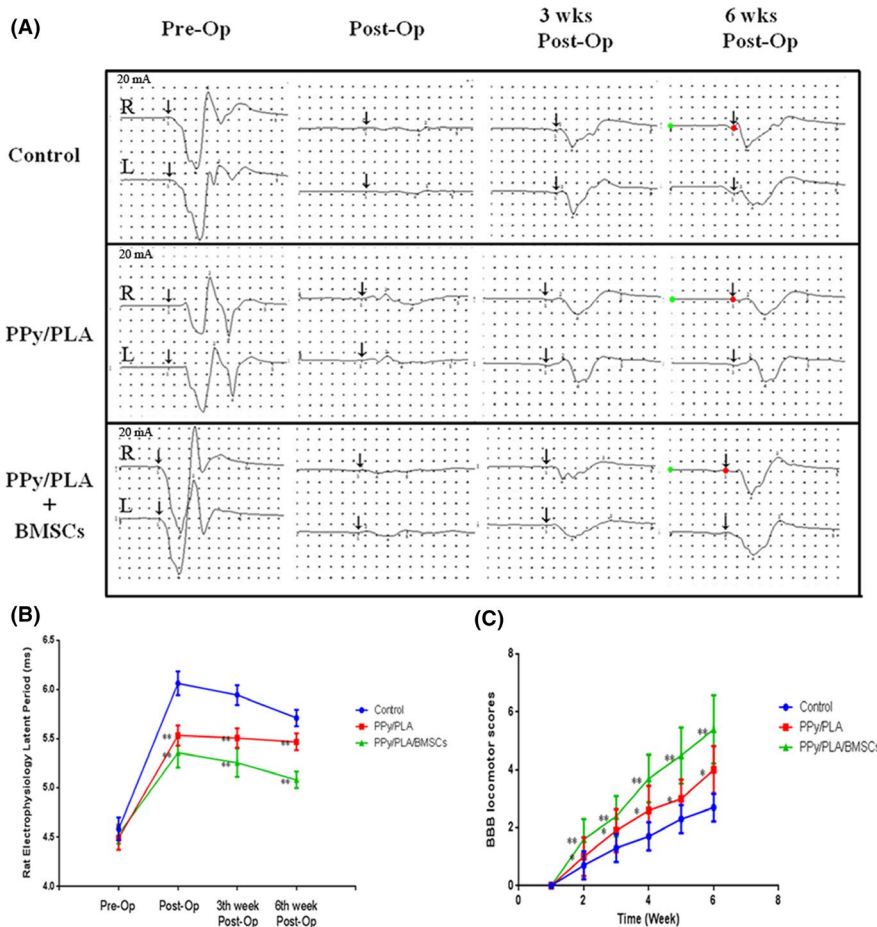 (A)
Pre-Op
Post-Op
3 wks
Post-Op
6 wks
Post-Op
Control
20 mA
R
L
PPy/PLA
20 mA
R
L
PPy/PLA
+
BMSCs
20 mA
R
L
(B)
Rat Electrophysiology Latent Period (ms)
6.5
6.0
5.5
5.0
4.5
4.0
**
**
**
**
**
**
Pre-Op
Post-Op
3th week
Post-Op
6th week
Post-Op
Control
PPy/PLA
PPy/PLA/BMSCs
(C)
BBB locomotor scores
8
6
4
2
0
**
*
**
*
**
*
**
*
**
*
0
2
4
6
8
Time (Week)
Control
PPy/PLA
PPy/PLA/BMSCs